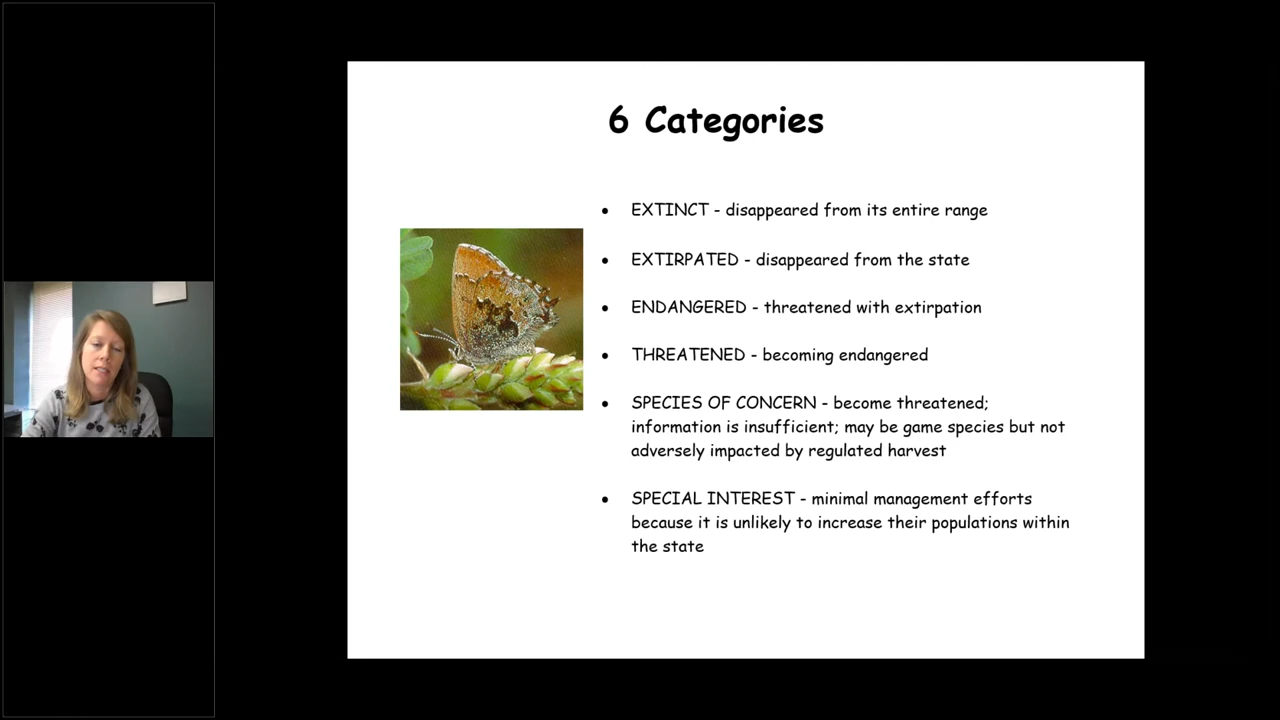 6 Categories
• EXTINCT - disappeared from its entire range
• EXTIRPATED - disappeared from the state
• ENDANGERED - threatened with extirpation
• THREATENED - becoming endangered
• SPECIES OF CONCERN - become threatened;
information is insufficient; may be game species but not
adversely impacted by regulated harvest
• SPECIAL INTEREST - minimal management efforts
because it is unlikely to increase their populations within
the state